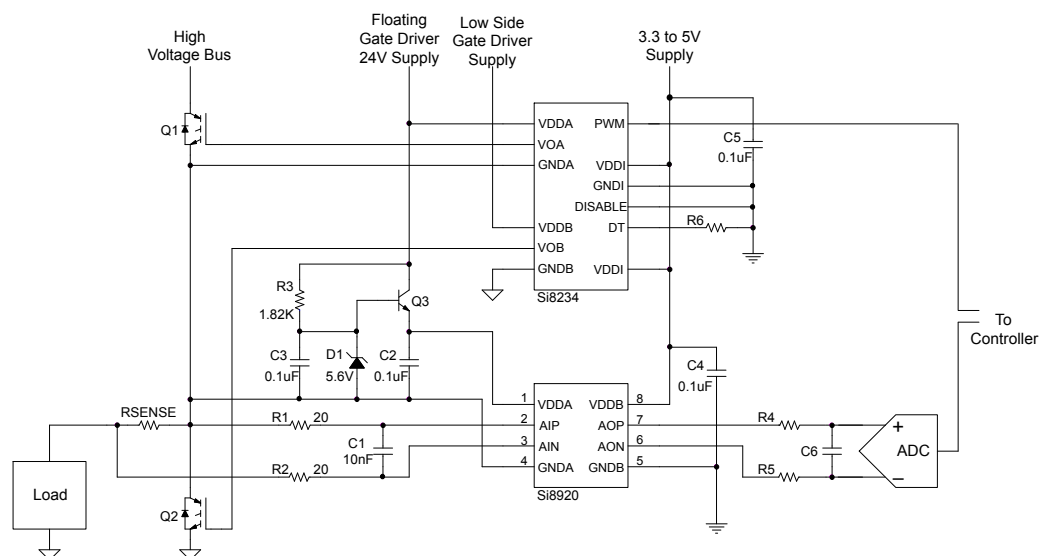 High
Voltage Bus
Floating
Gate Driver
24V Supply
Low Side
Gate Driver
Supply
3.3 to 5V
Supply
Q1
VDDA
VOA
GNDA
VDDB
VOB
GNDB
PWM
VDDI
GNDI
DISABLE
DT
VDDI
Si8234
C5
0.1uF
R6
To
Controller
R3
1.82K
Q3
C3
0.1uF
D1
5.6V
C2
0.1uF
C4
0.1uF
RSENSE
R1 20
C1
10nF
R2 20
1 VDDA
2 AIP
3 AIN
4 GNDA
VDDB 8
AOP 7
AON 6
GNDB 5
Si8920
R4
C6
R5
+
ADC
–
Load
Q2